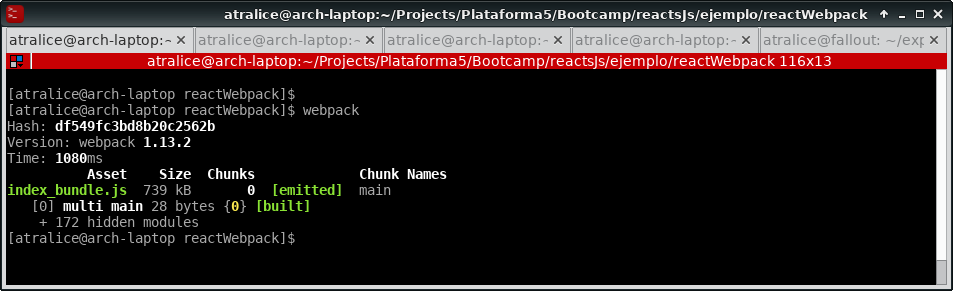 atralice@arch-laptop:~/Projects/Plataforma5/Bootcamp/reactsJs/ejemplo/reactWebpack
atralice@arch-laptop:~ atralice@arch-laptop:~ atralice@arch-laptop:~ atralice@arch-laptop:~ atralice@fallout: ~/exp
atralice@arch-laptop:~/Projects/Plataforma5/Bootcamp/reactsJs/ejemplo/reactWebpack 116x13
[atralice@arch-laptop reactWebpack]$
[atralice@arch-laptop reactWebpack]$ webpack
Hash: df549fc3bd8b20c2562b
Version: webpack 1.13.2
Time: 1080ms
Asset Size Chunks Chunk Names
index_bundle.js 739 kB 0 [emitted] main
[0] multi main 28 bytes {0} [built]
+ 172 hidden modules
[atralice@arch-laptop reactWebpack]$